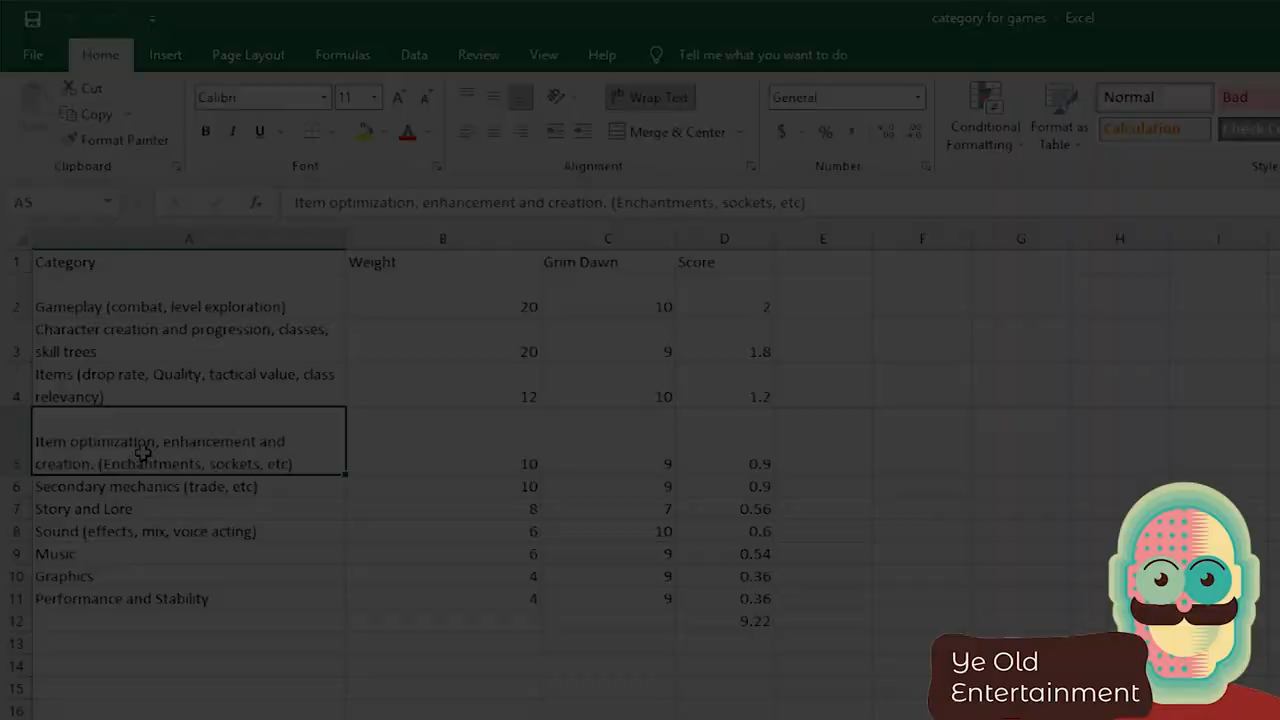 category for games - Excel
File Home Insert Page Layout Formulas Data Review View Help Tell me what you want to do
Cut
Copy
Format Painter
Clipboard
Calibri 11
B I U
Font
Wrap Text
Merge & Center
Alignment
General
$ % ,
Number
Conditional
Formatting
Format as
Table
Normal Bad
Calculation Check C
Style
A5 fx Item optimization, enhancement and creation. (Enchantments, sockets, etc)
A B C D E F G H I
1 Category Weight Grim Dawn Score
2 Gameplay (combat, level exploration) 20 10 2
Character creation and progression, classes,
3 skill trees 20 9 1.8
Items (drop rate, Quality, tactical value, class
4 relevancy) 12 10 1.2
Item optimization, enhancement and
5 creation. (Enchantments, sockets, etc) 10 9 0.9
6 Secondary mechanics (trade, etc) 10 9 0.9
7 Story and Lore 8 7 0.56
8 Sound (effects, mix, voice acting) 6 10 0.6
9 Music 6 9 0.54
10 Graphics 4 9 0.36
11 Performance and Stability 4 9 0.36
12 9.22
13
14
15
16
Ye Old
Entertainment